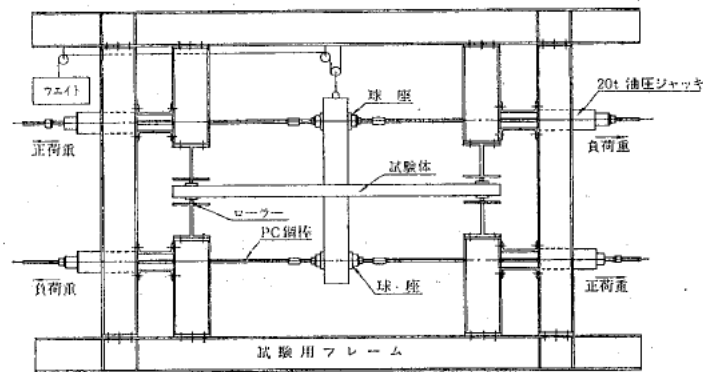 ウエイト
球・座
20t 油圧ジャッキ
正荷重
負荷重
試験体
ローラー
PC鋼棒
負荷重
球・座
正荷重
試験用フレーム